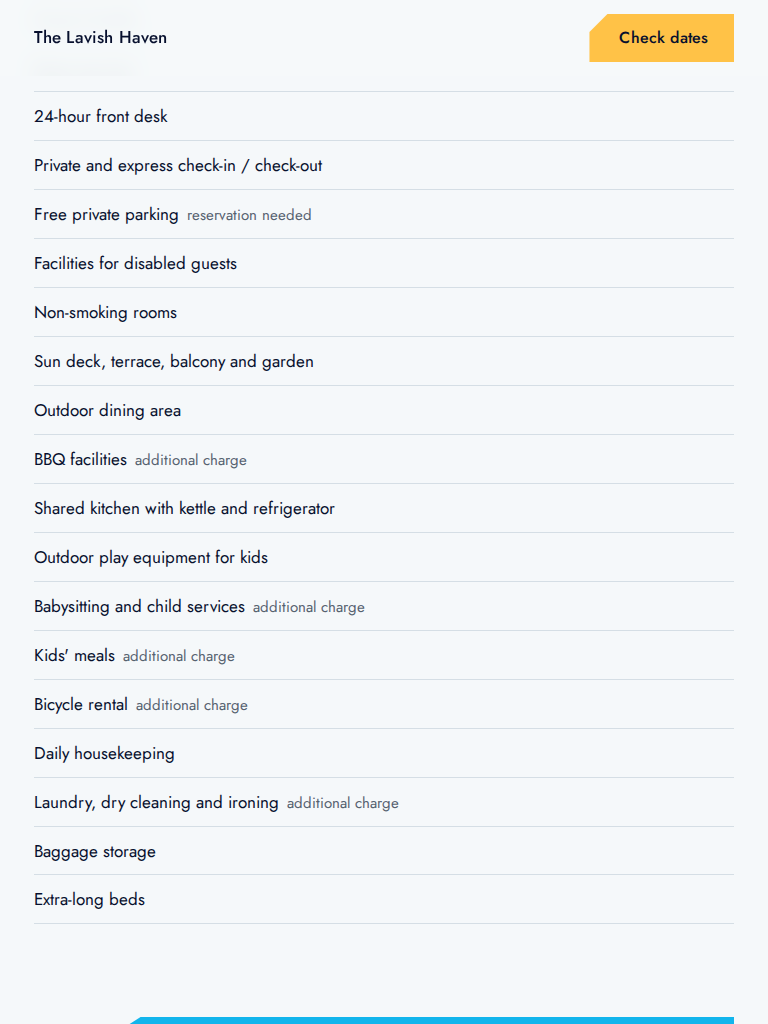 The Lavish Haven
Check dates
24-hour front desk
Private and express check-in / check-out
Free private parking reservation needed
Facilities for disabled guests
Non-smoking rooms
Sun deck, terrace, balcony and garden
Outdoor dining area
BBQ facilities additional charge
Shared kitchen with kettle and refrigerator
Outdoor play equipment for kids
Babysitting and child services additional charge
Kids' meals additional charge
Bicycle rental additional charge
Daily housekeeping
Laundry, dry cleaning and ironing additional charge
Baggage storage
Extra-long beds